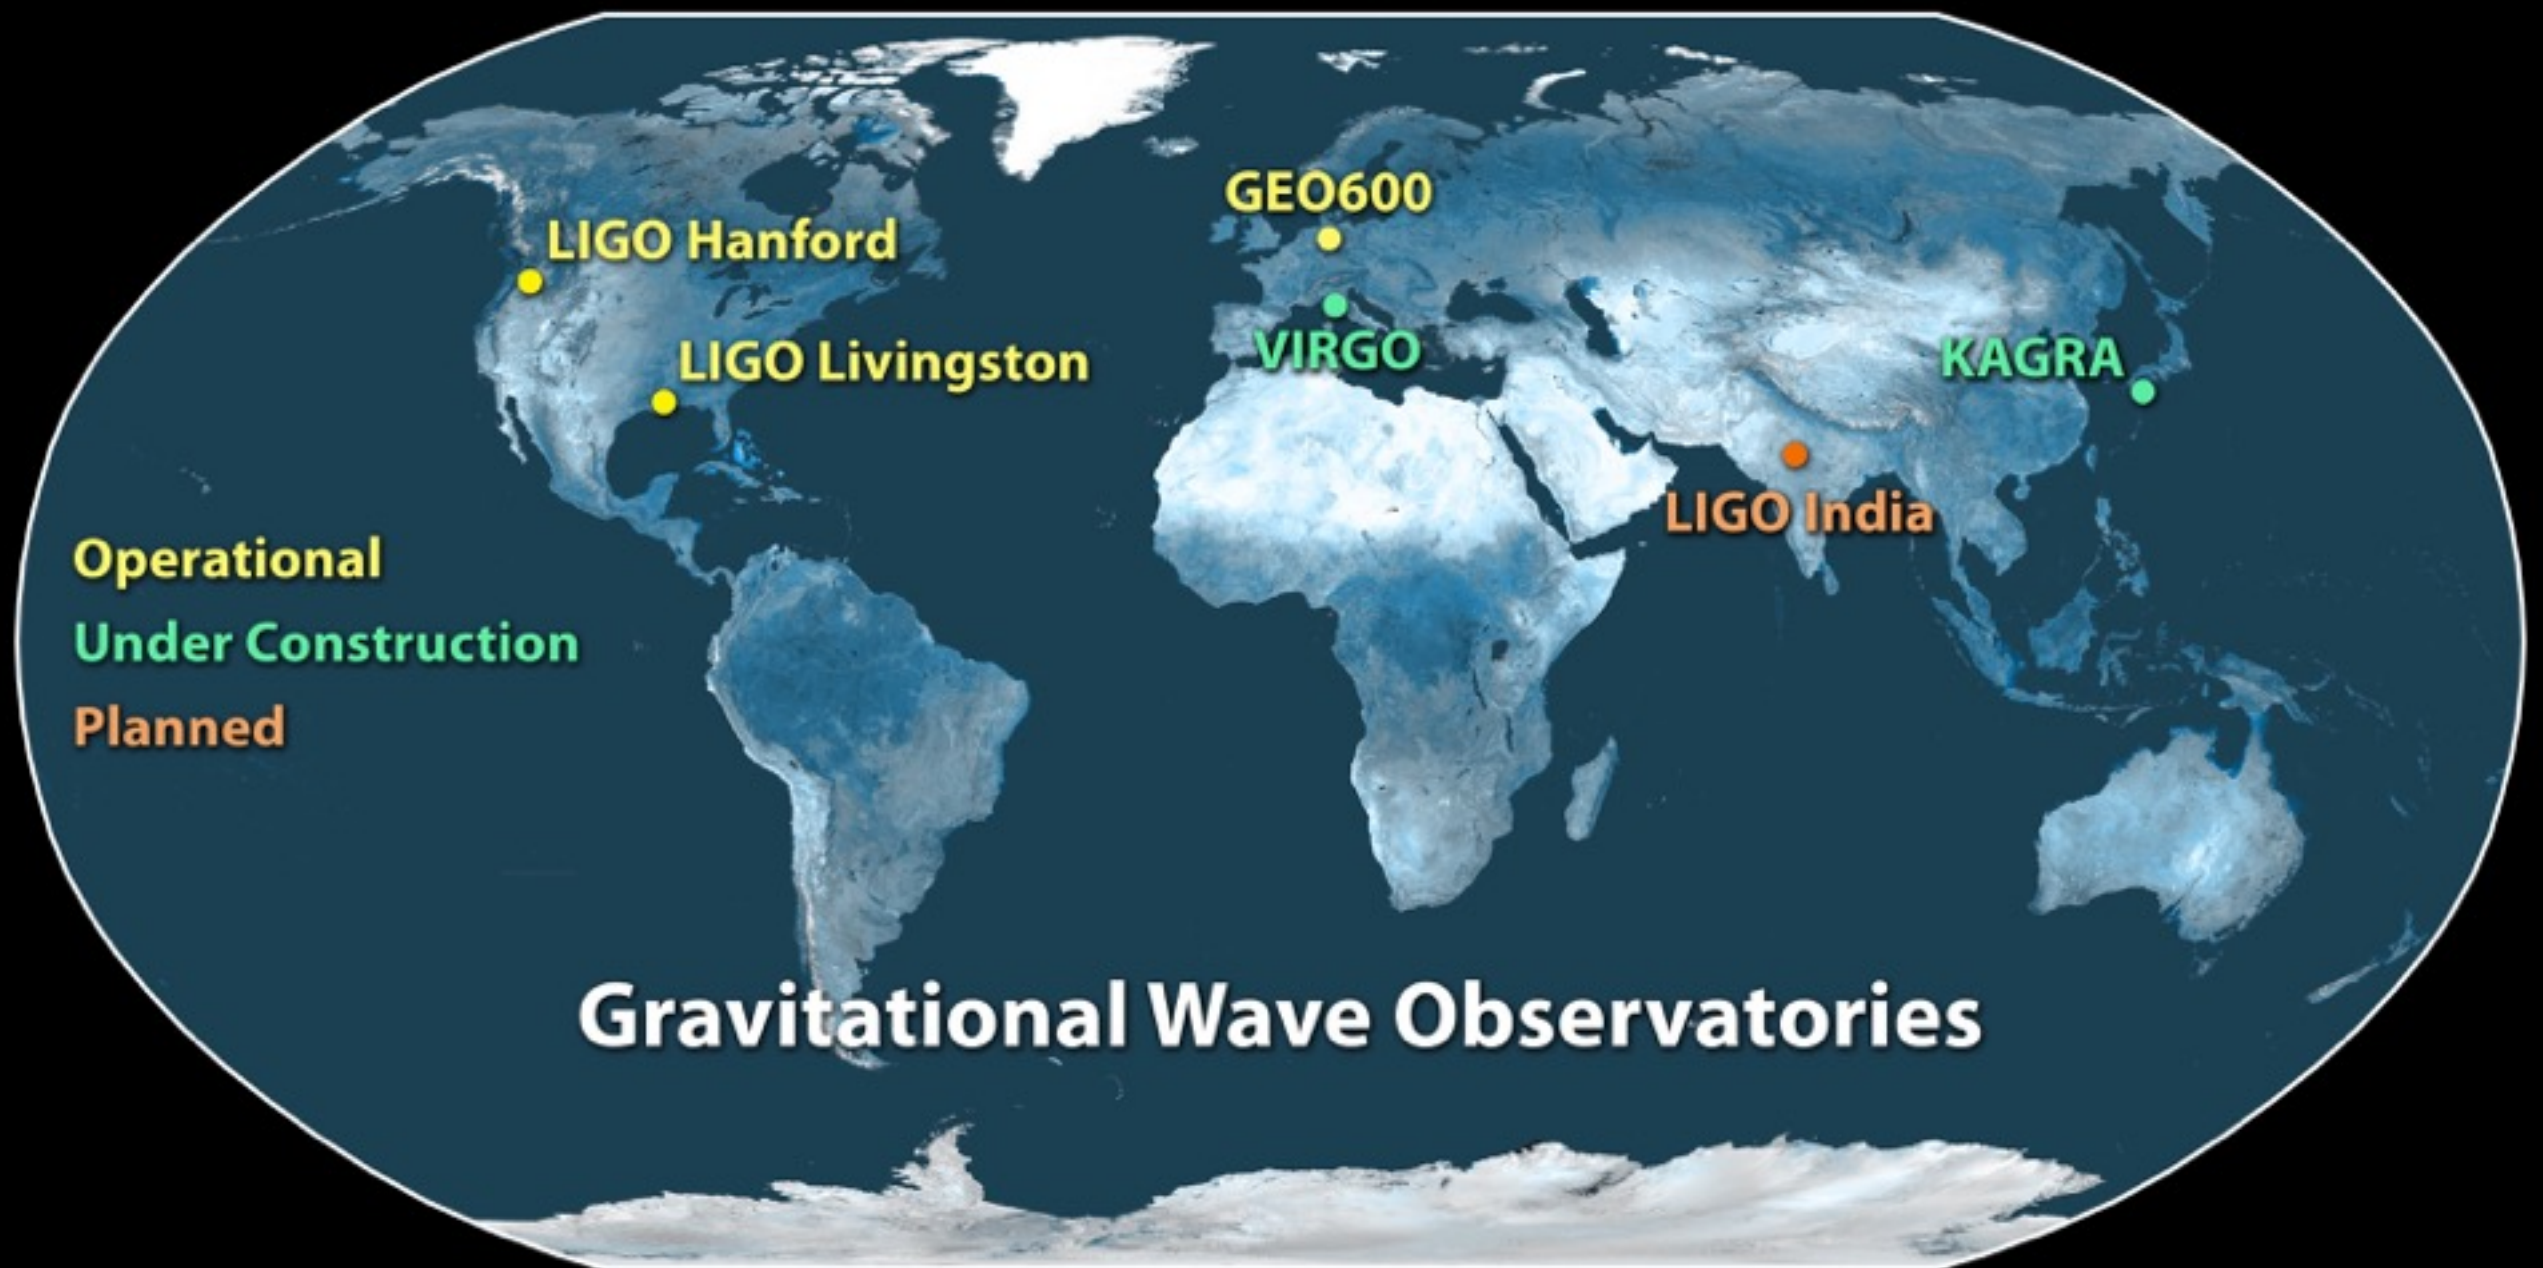 GEO600
LIGO Hanford
VIRGO
KAGRA
LIGO Livingston
LIGO India
Operational
Under Construction
Planned
Gravitational Wave Observatories